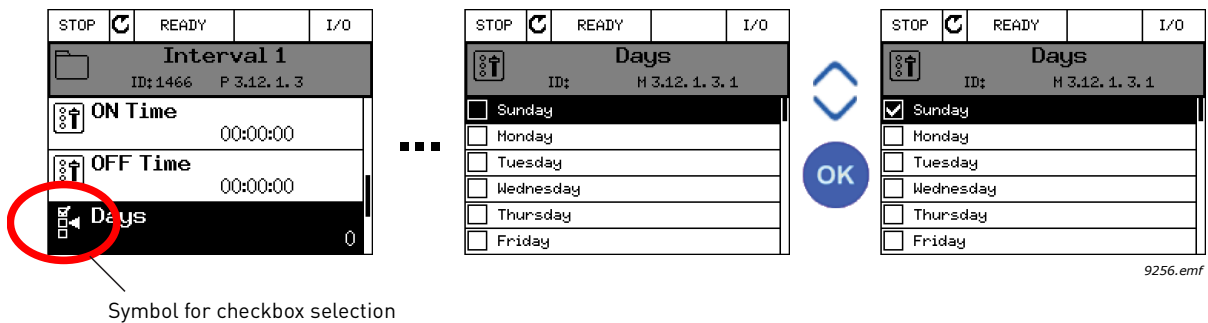 STOP READY I/O
Interval 1
ID:1466 P 3.12.1.3
ON Time
00:00:00
OFF Time
00:00:00
Days
0
Symbol for checkbox selection
STOP READY I/O
Days
ID: M 3.12.1.3.1
Sunday
Monday
Tuesday
Wednesday
Thursday
Friday
OK
STOP READY I/O
Days
ID: M 3.12.1.3.1
Sunday
Monday
Tuesday
Wednesday
Thursday
Friday
9256.emf